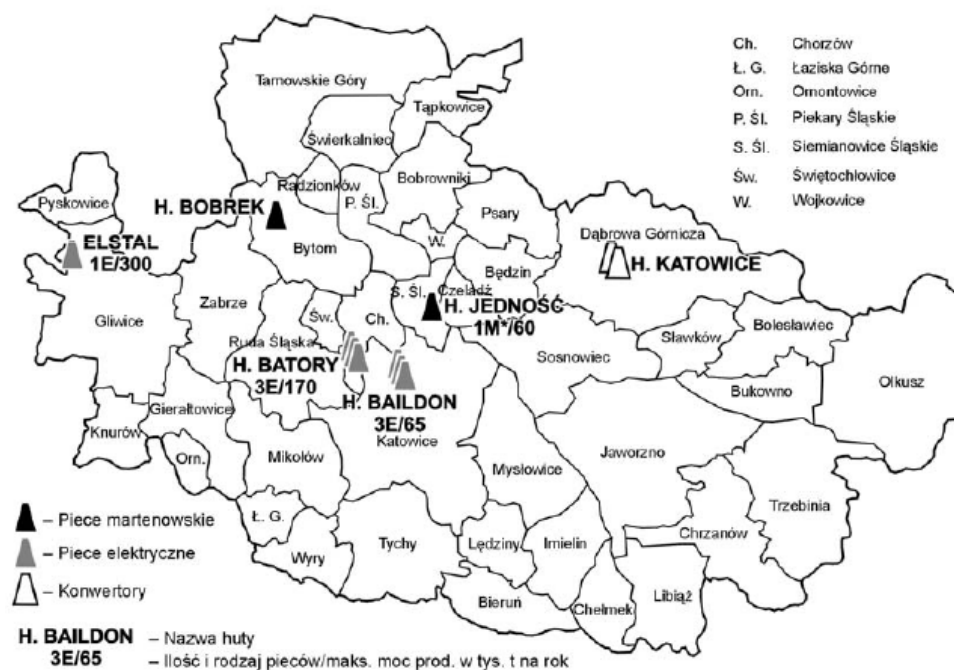 Ch. Chorzów
Ł. G. Łaziska Górne
Orn. Ornontowice
P. Śl. Piekary Śląskie
S. Śl. Siemianowice Śląskie
Św. Świętochłowice
W. Wojkowice
Tarnowskie Góry
Tąpkowice
Świerkalniec
Radzionków
Bobrowniki
Pyskowice
H. BOBREK
P. Śl.
Psary
ELSTAL
1E/300
Bytom
W.
Dąbrowa Górnicza
H. KATOWICE
Będzin
S. Śl.
Czeladź
Zabrze
Św.
Ch.
H. JEDNOŚĆ
1M*/60
Gliwice
Ruda Śląska
Sławków
Bolesławiec
Sosnowiec
H. BATORY
3E/170
Bukowno
Olkusz
H. BAILDON
3E/65
Gierałtowice
Knurów
Katowice
Orn.
Mikołów
Mysłowice
Jaworzno
Trzebinia
Ł. G.
Wyry
Tychy
Lędziny
Imielin
Chrzanów
Bieruń
Chełmek
Libiąż
– Piece martenowskie
– Piece elektryczne
– Konwertory
H. BAILDON – Nazwa huty
3E/65 – Ilość i rodzaj pieców/maks. moc prod. w tys. t na rok